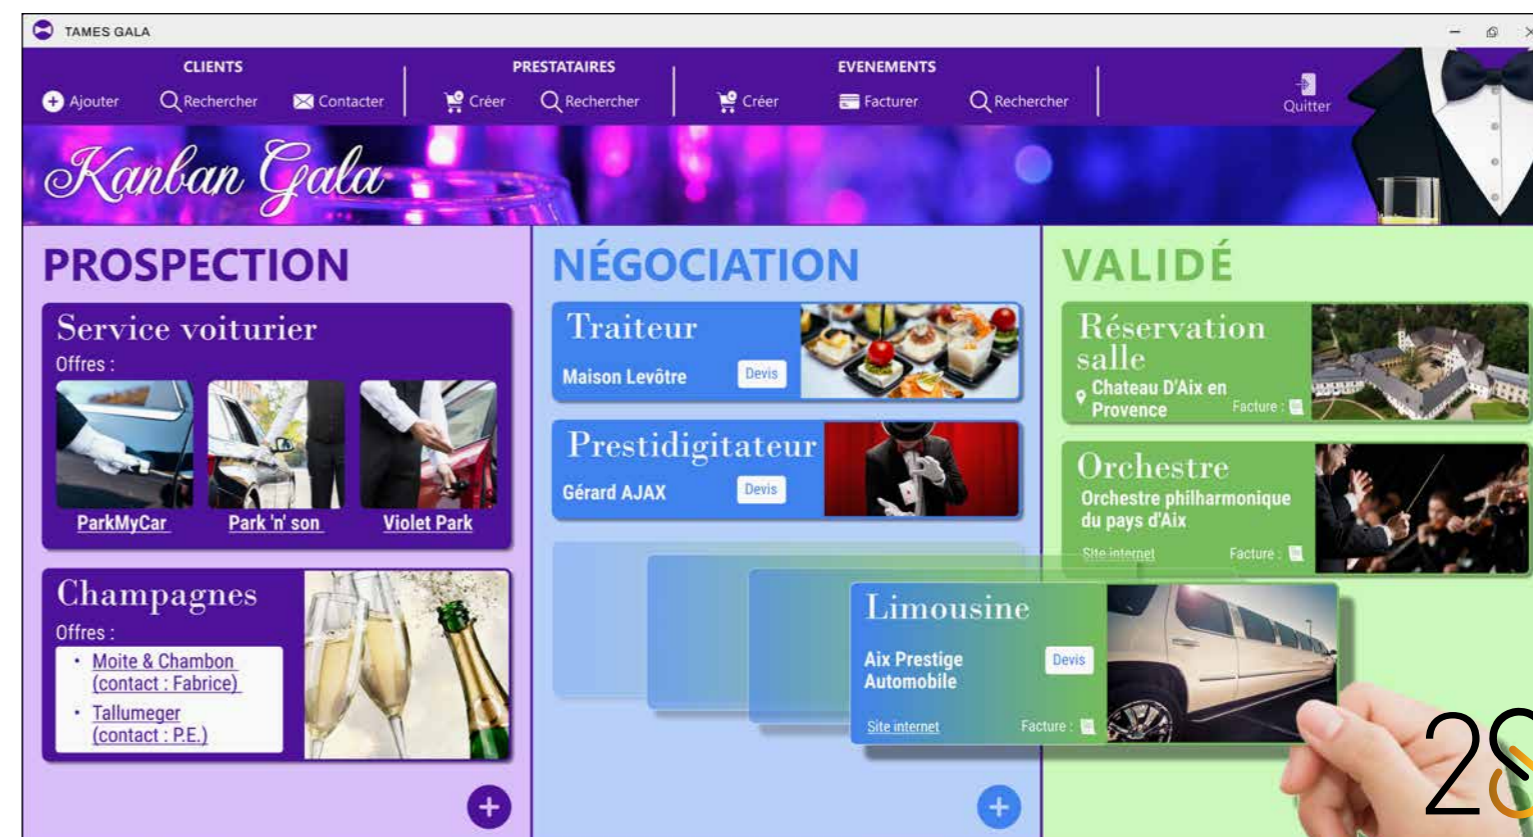 TAMES GALA
CLIENTS
PRESTATAIRES
EVENEMENTS
Ajouter
Rechercher
Contacter
Créer
Rechercher
Créer
Facturer
Rechercher
Quitter
Kanban Gala
PROSPECTION
Service voiturier
Offres :
ParkMyCar
Park 'n' son
Violet Park
Champagnes
Offres :
• Moite & Chambon
(contact : Fabrice)
• Tallumeger
(contact : P.E.)
NÉGOCIATION
Traiteur
Maison Levôtre
Devis
Prestidigitateur
Gérard AJAX
Devis
VALIDÉ
Réservation
salle
Chateau D'Aix en
Provence
Facture :
Orchestre
Orchestre philharmonique
du pays d'Aix
Site internet
Facture :
Limousine
Aix Prestige
Automobile
Devis
Site internet
Facture :